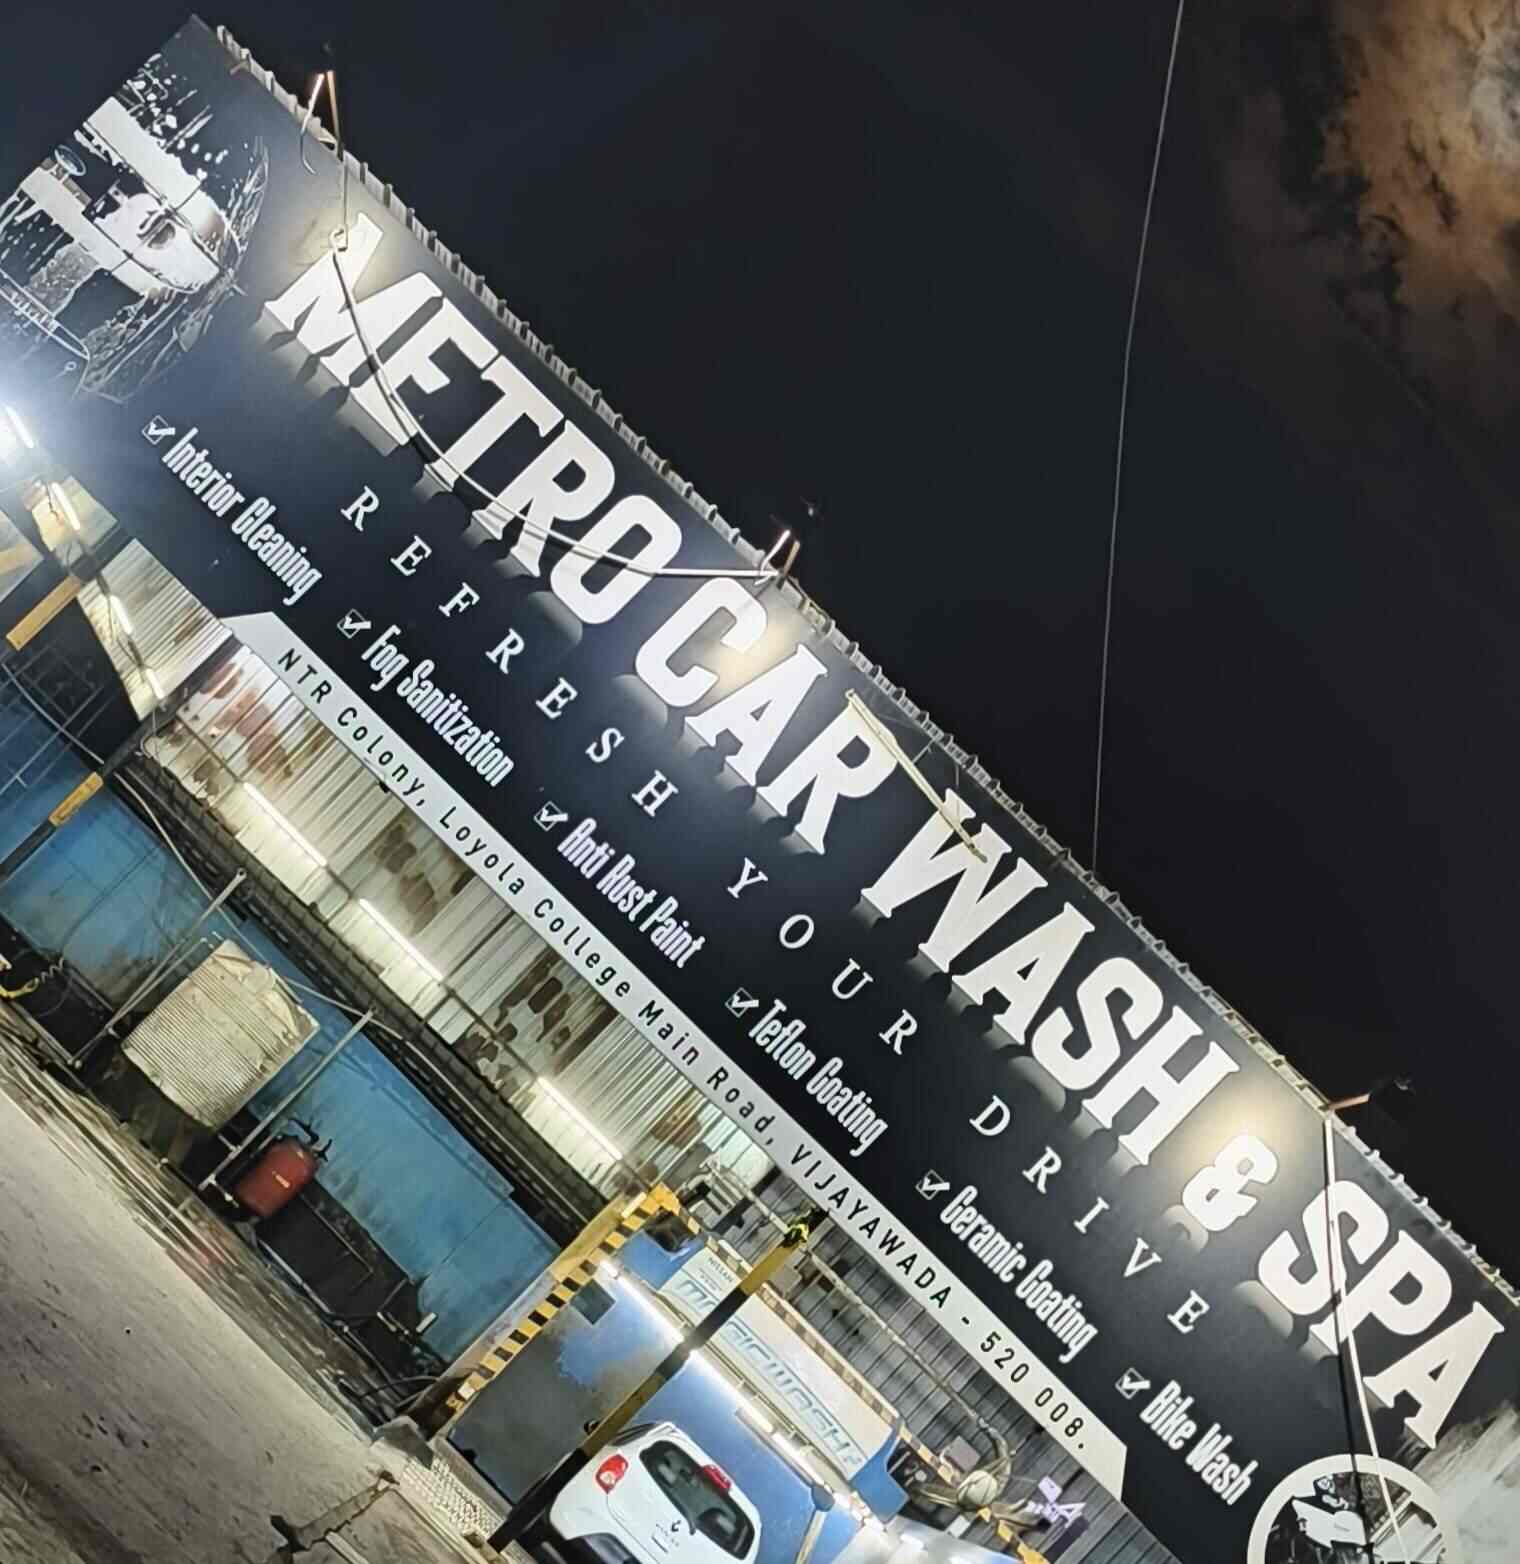 METRO CAR WASH & SPA
REFRESH YOUR DRIVE
Interior Cleaning
Fog Sanitization
Anti Rust Paint
Teflon Coating
Ceramic Coating
Bike Wash
NTR Colony, Loyola College Main Road, VIJAYAWADA - 520 008.